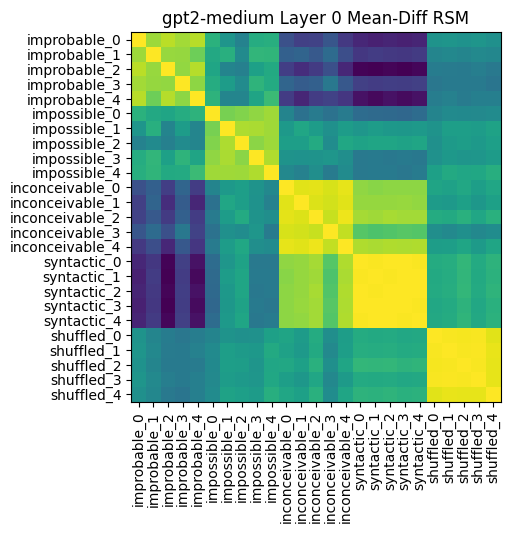 gpt2-medium Layer 0 Mean-Diff RSM
improbable_0
improbable_1
improbable_2
improbable_3
improbable_4
impossible_0
impossible_1
impossible_2
impossible_3
impossible_4
inconceivable_0
inconceivable_1
inconceivable_2
inconceivable_3
inconceivable_4
syntactic_0
syntactic_1
syntactic_2
syntactic_3
syntactic_4
shuffled_0
shuffled_1
shuffled_2
shuffled_3
shuffled_4
improbable_0
improbable_1
improbable_2
improbable_3
improbable_4
impossible_0
impossible_1
impossible_2
impossible_3
impossible_4
inconceivable_0
inconceivable_1
inconceivable_2
inconceivable_3
inconceivable_4
syntactic_0
syntactic_1
syntactic_2
syntactic_3
syntactic_4
shuffled_0
shuffled_1
shuffled_2
shuffled_3
shuffled_4